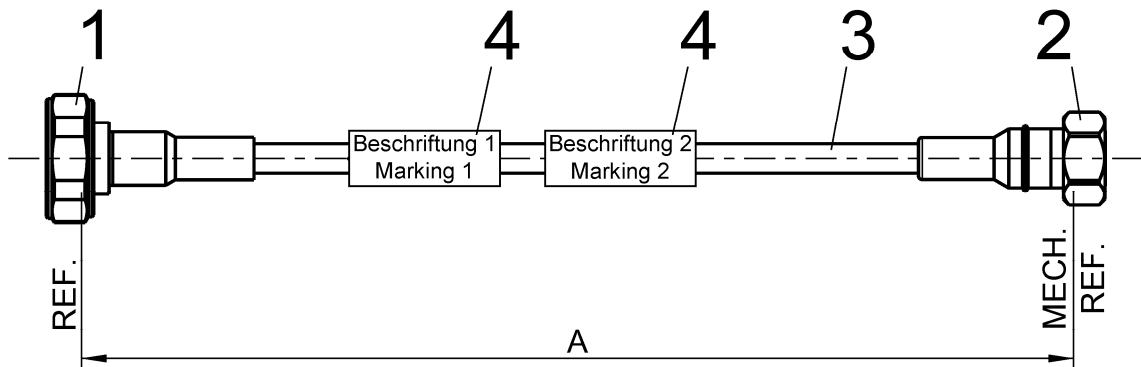 1
4
4
3
2
Beschriftung 1
Marking 1
Beschriftung 2
Marking 2
REF.
MECH.
REF.
A